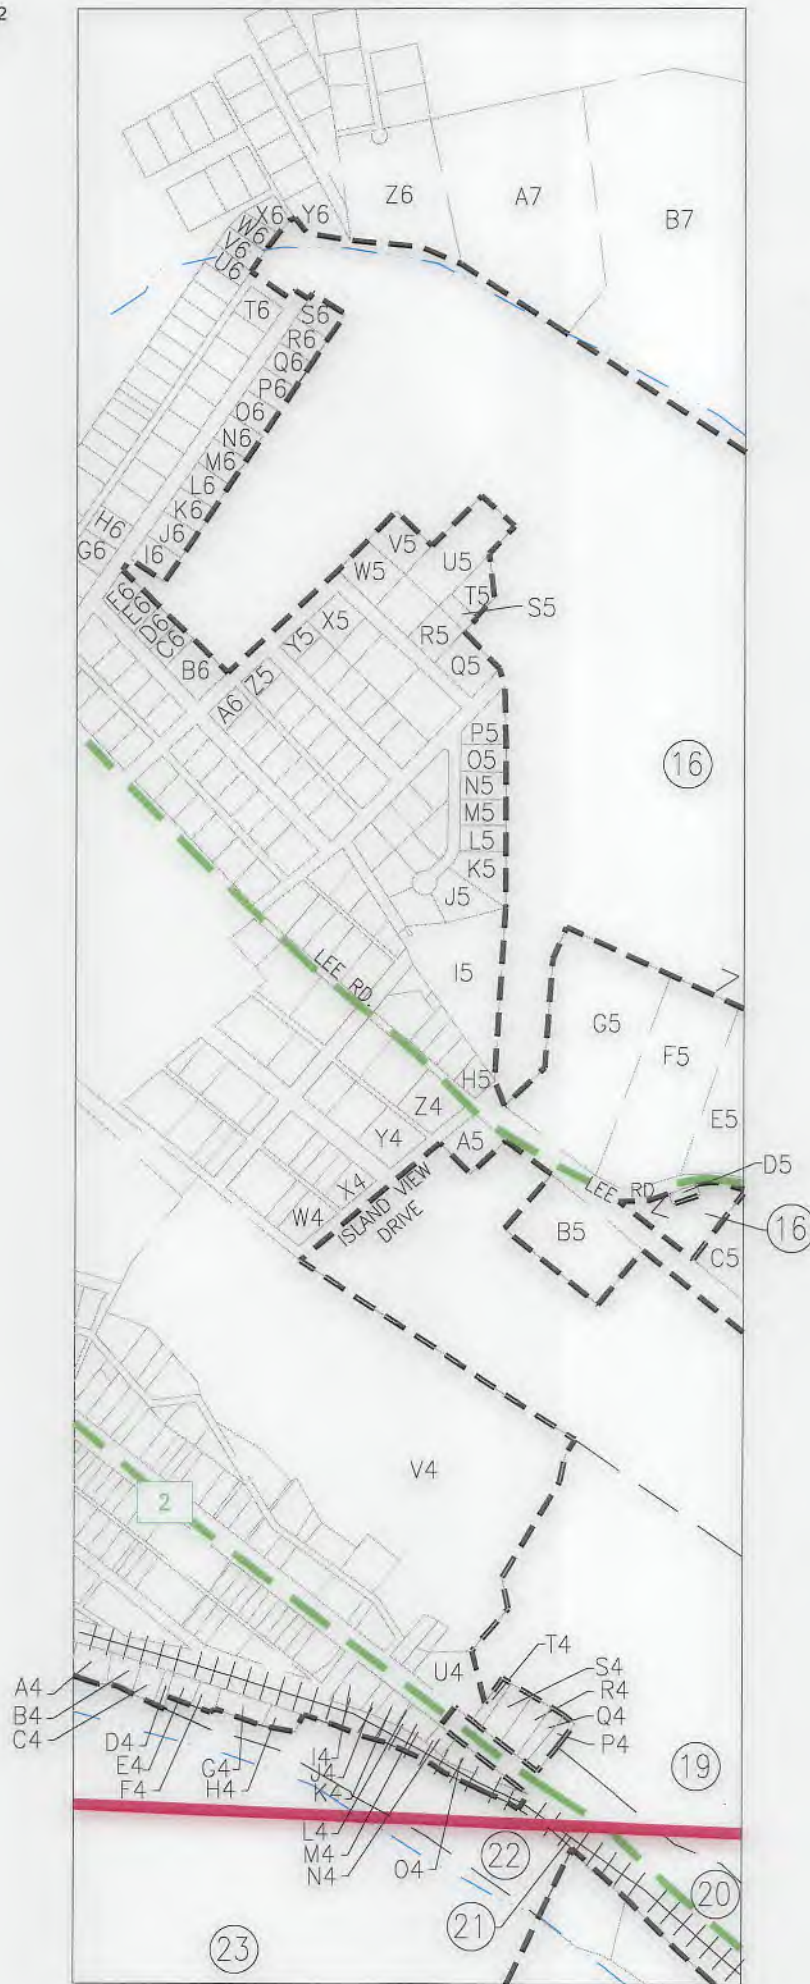 2
Z6
A7
B7
X6
Y6
W6
V6
U6
T6
S6
R6
Q6
P6
O6
N6
M6
L6
K6
J6
I6
H6
G6
F6
E6
D6
C6
B6
A6
Z5
Y5
X5
W5
V5
U5
T5
S5
R5
Q5
P5
O5
N5
M5
L5
K5
J5
I5
16
LEE RD.
G5
F5
E5
H5
Z4
Y4
A5
X4
W4
ISLAND VIEW
DRIVE
LEE RD.
D5
16
B5
C5
V4
2
U4
T4
S4
R4
Q4
P4
A4
B4
C4
D4
E4
F4
G4
H4
I4
J4
K4
L4
M4
N4
O4
19
22
21
20
23